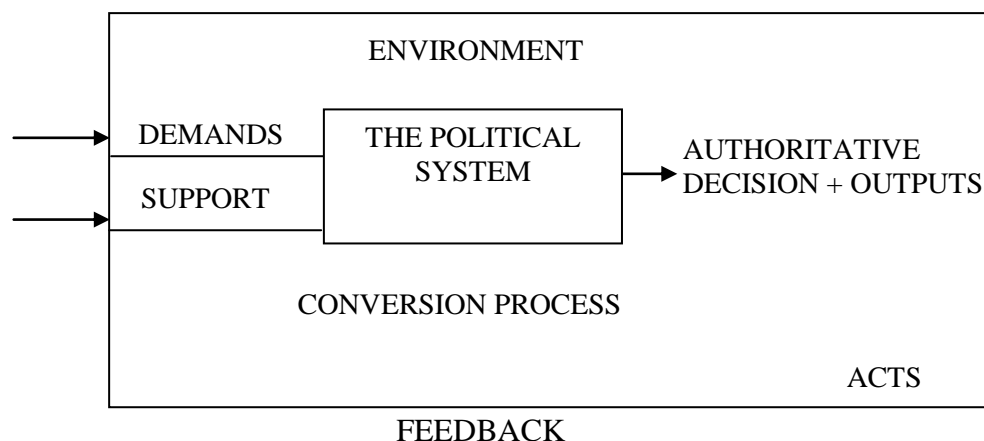 ENVIRONMENT
DEMANDS
THE POLITICAL
SYSTEM
AUTHORITATIVE
DECISION + OUTPUTS
SUPPORT
CONVERSION PROCESS
ACTS
FEEDBACK